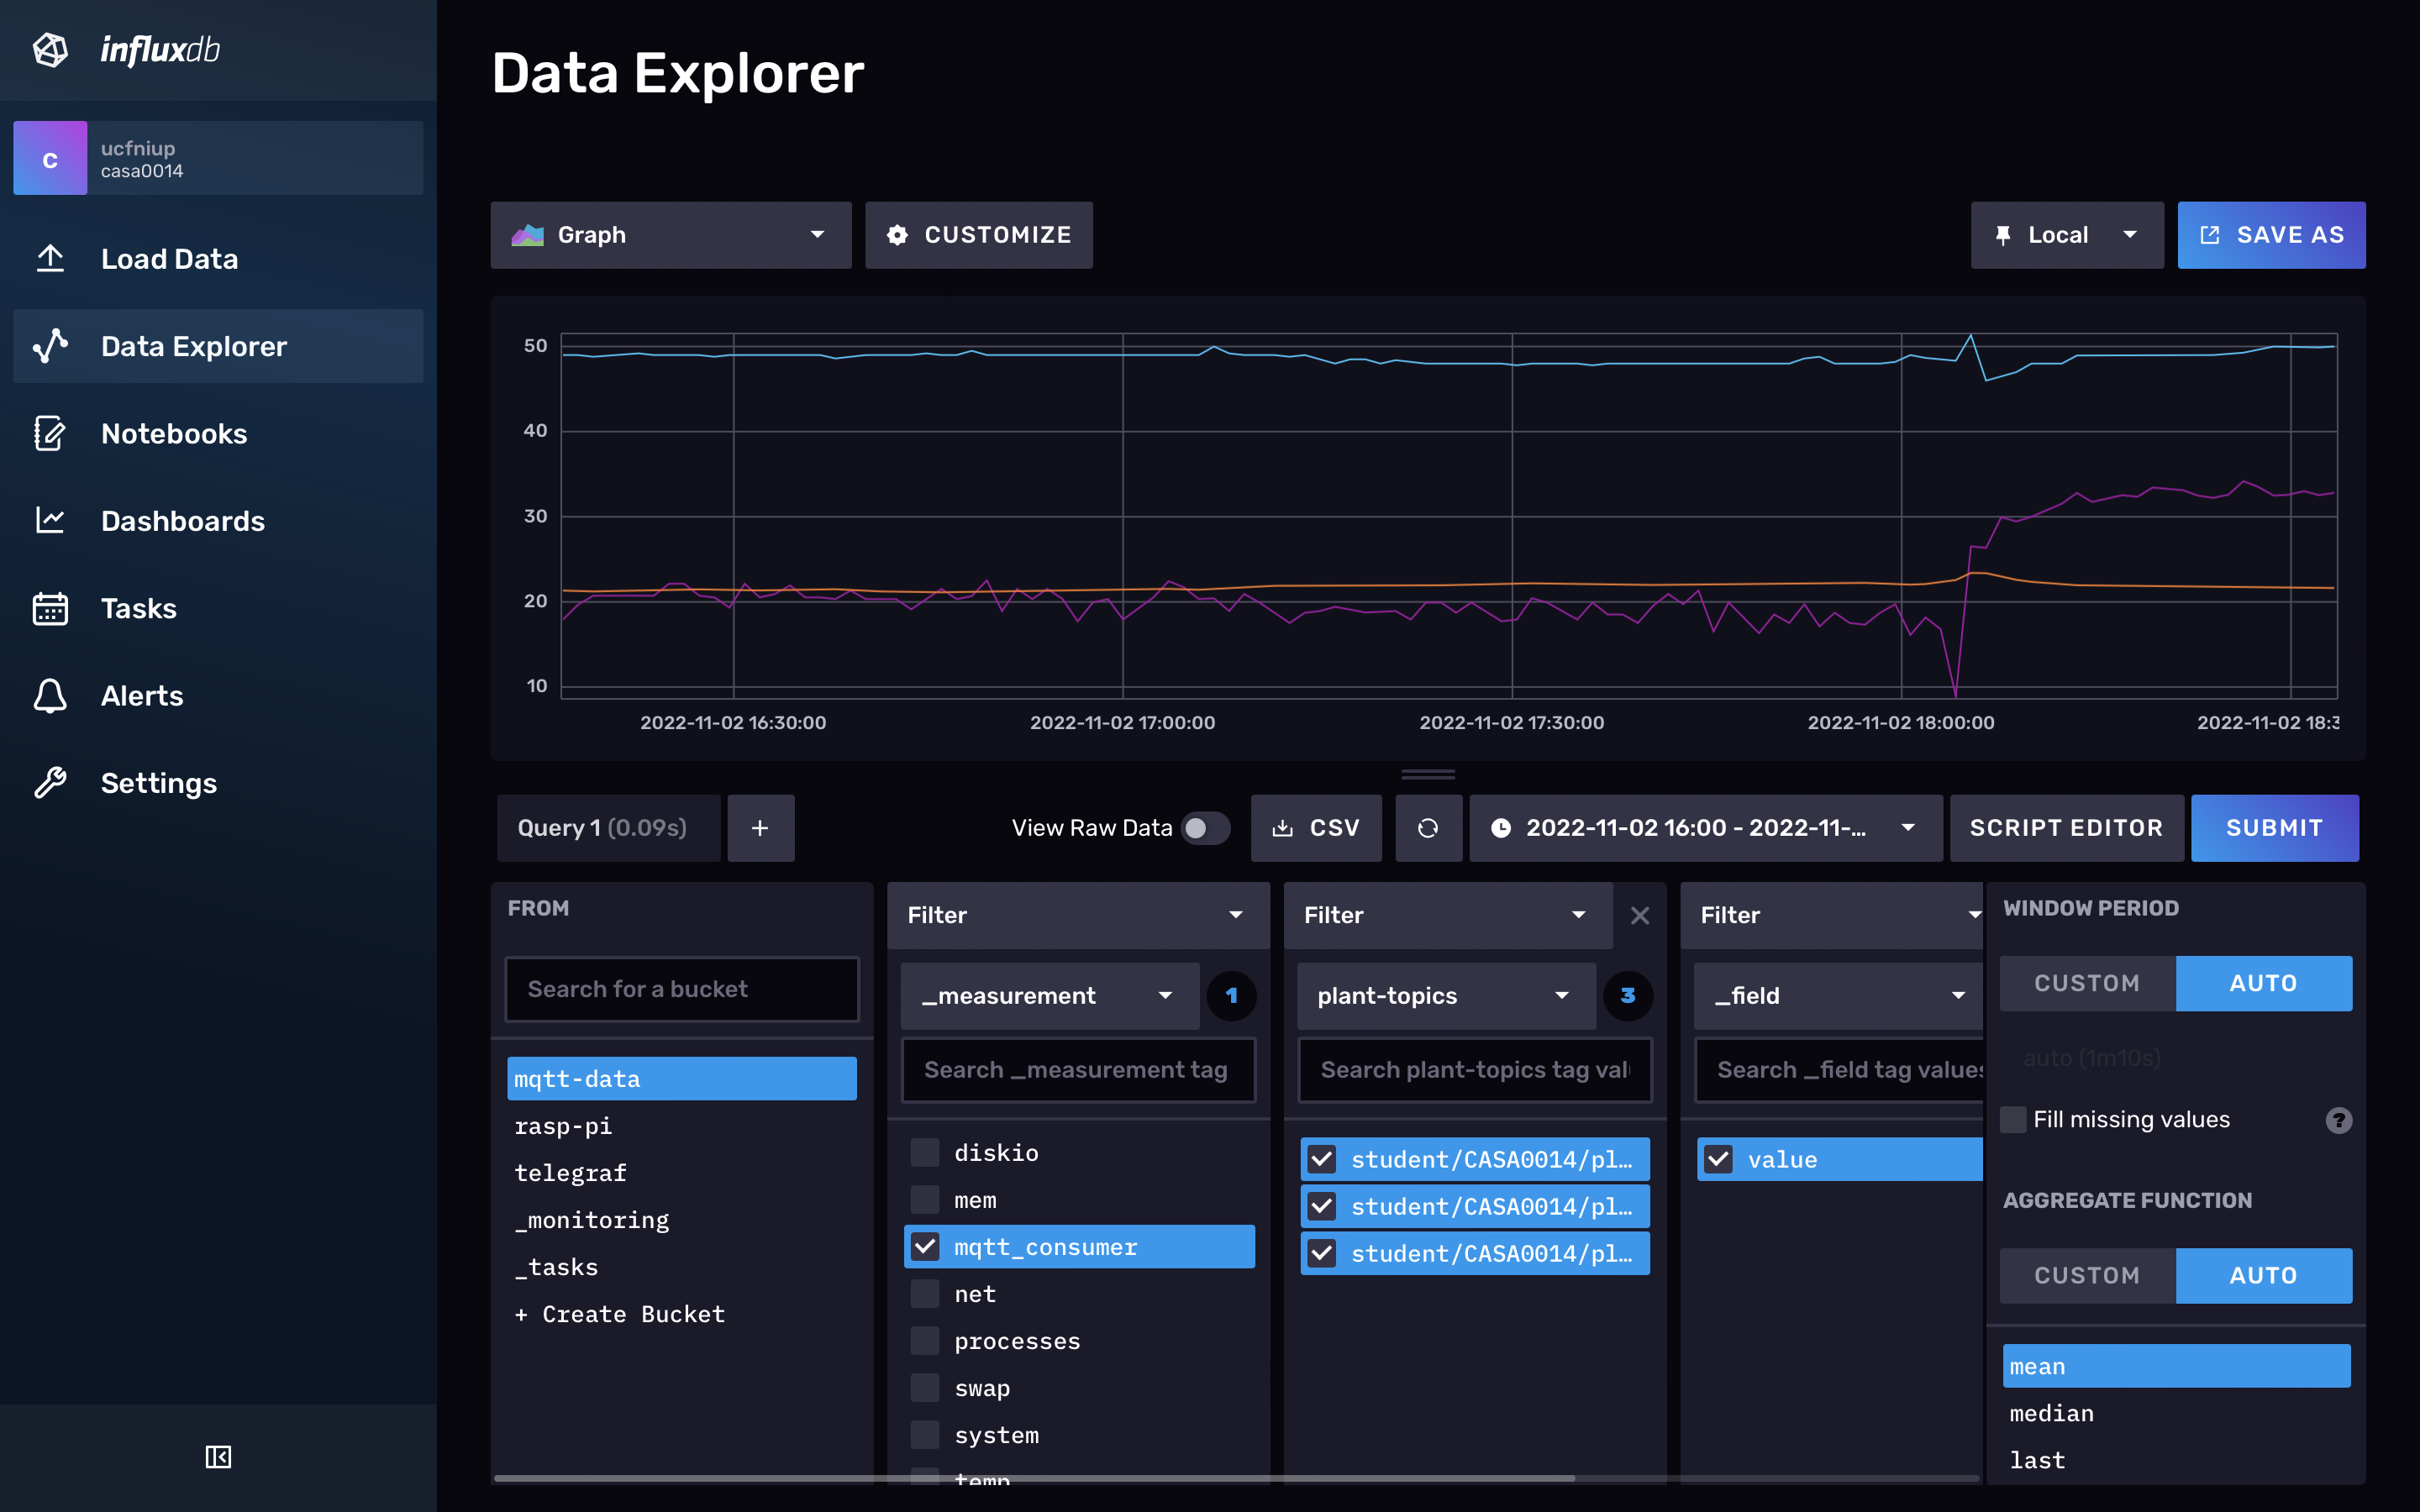 influxdb
C
ucfniup
casa0014
Load Data
Data Explorer
Notebooks
Dashboards
Tasks
Alerts
Settings
Data Explorer
Graph
CUSTOMIZE
Local
SAVE AS
50
40
30
20
10
2022-11-02 16:30:00
2022-11-02 17:00:00
2022-11-02 17:30:00
2022-11-02 18:00:00
2022-11-02 18:3
Query 1 (0.09s)
+
View Raw Data
CSV
2022-11-02 16:00 - 2022-11-...
SCRIPT EDITOR
SUBMIT
FROM
Search for a bucket
mqtt-data
rasp-pi
telegraf
_monitoring
_tasks
+ Create Bucket
Filter
_measurement
1
Search _measurement tag
diskio
mem
mqtt_consumer
net
processes
swap
system
temp
Filter
plant-topics
3
Search plant-topics tag val
student/CASA0014/pl…
student/CASA0014/pl…
student/CASA0014/pl…
Filter
_field
Search _field tag values
value
WINDOW PERIOD
CUSTOM
AUTO
auto (1m10s)
Fill missing values
?
AGGREGATE FUNCTION
CUSTOM
AUTO
mean
median
last